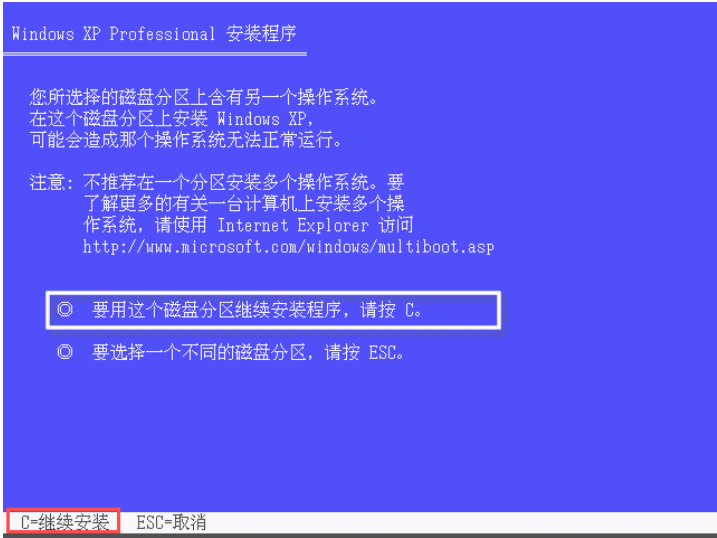 Windows XP Professional 安装程序
您所选择的磁盘分区上含有另一个操作系统。
在这个磁盘分区上安装 Windows XP,
可能会造成那个操作系统无法正常运行。
注意: 不推荐在一个分区安装多个操作系统。要
了解更多的有关一台计算机上安装多个操
作系统, 请使用 Internet Explorer 访问
http://www.microsoft.com/windows/multiboot.asp
◎ 要用这个磁盘分区继续安装程序, 请按 C。
◎ 要选择一个不同的磁盘分区, 请按 ESC。
C=继续安装 ESC=取消